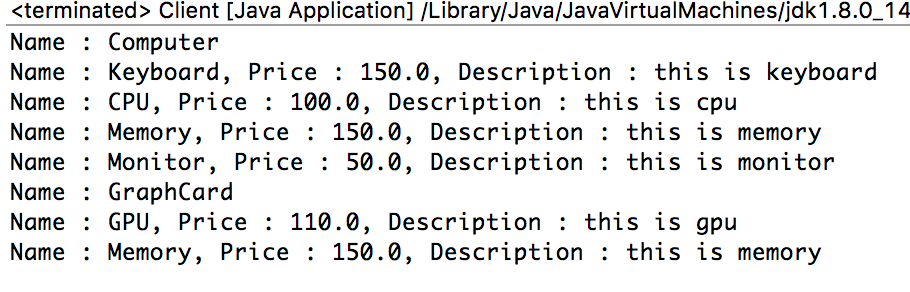 <terminated> Client [Java Application] /Library/Java/JavaVirtualMachines/jdk1.8.0_14
Name : Computer
Name : Keyboard, Price : 150.0, Description : this is keyboard
Name : CPU, Price : 100.0, Description : this is cpu
Name : Memory, Price : 150.0, Description : this is memory
Name : Monitor, Price : 50.0, Description : this is monitor
Name : GraphCard
Name : GPU, Price : 110.0, Description : this is gpu
Name : Memory, Price : 150.0, Description : this is memory